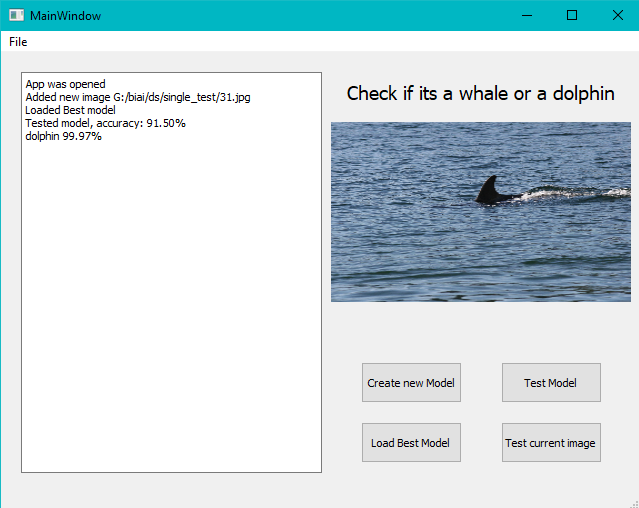 MainWindow
File
App was opened
Added new image G:/biai/ds/single_test/31.jpg
Loaded Best model
Tested model, accuracy: 91.50%
dolphin 99.97%
Check if its a whale or a dolphin
Create new Model
Test Model
Load Best Model
Test current image